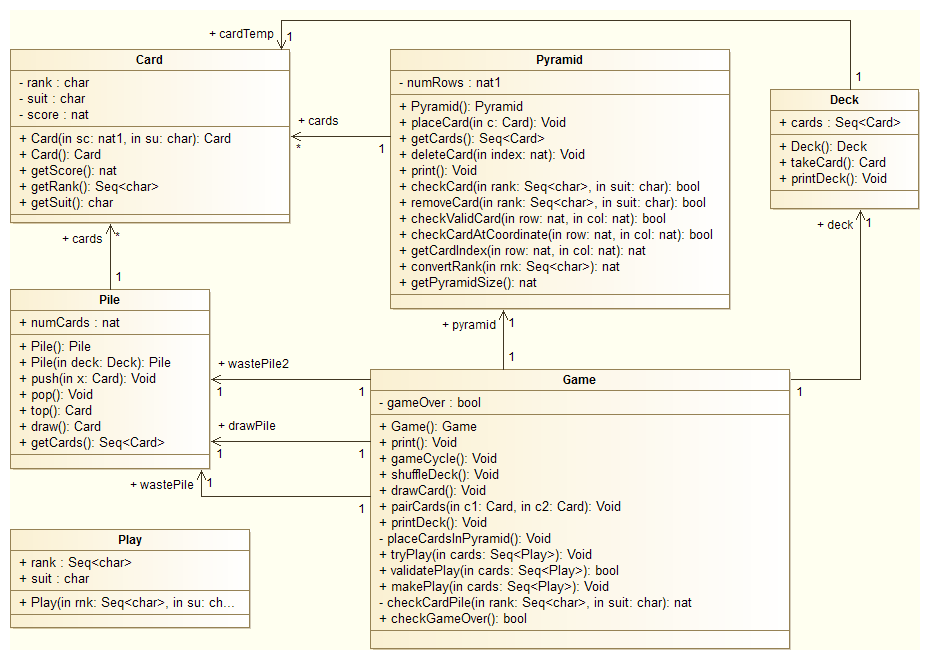 + cardTemp
1
Card
- rank : char
- suit : char
- score : nat
+ Card(in sc: nat1, in su: char): Card
+ Card(): Card
+ getScore(): nat
+ getRank(): Seq<char>
+ getSuit(): char
+ cards
*
1
Pyramid
- numRows : nat1
+ Pyramid(): Pyramid
+ placeCard(in c: Card): Void
+ getCards(): Seq<Card>
+ deleteCard(in index: nat): Void
+ print(): Void
+ checkCard(in rank: Seq<char>, in suit: char): bool
+ removeCard(in rank: Seq<char>, in suit: char): bool
+ checkValidCard(in row: nat, in col: nat): bool
+ checkCardAtCoordinate(in row: nat, in col: nat): bool
+ getCardIndex(in row: nat, in col: nat): nat
+ convertRank(in rnk: Seq<char>): nat
+ getPyramidSize(): nat
1
Deck
+ cards : Seq<Card>
+ Deck(): Deck
+ takeCard(): Card
+ printDeck(): Void
+ deck
1
+ cards
*
1
Pile
+ numCards : nat
+ Pile(): Pile
+ Pile(in deck: Deck): Pile
+ push(in x: Card): Void
+ pop(): Void
+ top(): Card
+ draw(): Card
+ getCards(): Seq<Card>
+ pyramid
1
1
+ wastePile2
1
1
+ drawPile
1
1
+ wastePile
1
1
Game
1
- gameOver : bool
+ Game(): Game
+ print(): Void
+ gameCycle(): Void
+ shuffleDeck(): Void
+ drawCard(): Void
+ pairCards(in c1: Card, in c2: Card): Void
+ printDeck(): Void
- placeCardsInPyramid(): Void
+ tryPlay(in cards: Seq<Play>): Void
+ validatePlay(in cards: Seq<Play>): bool
+ makePlay(in cards: Seq<Play>): Void
- checkCardPile(in rank: Seq<char>, in suit: char): nat
+ checkGameOver(): bool
Play
+ rank : Seq<char>
+ suit : char
+ Play(in rnk: Seq<char>, in su: ch...